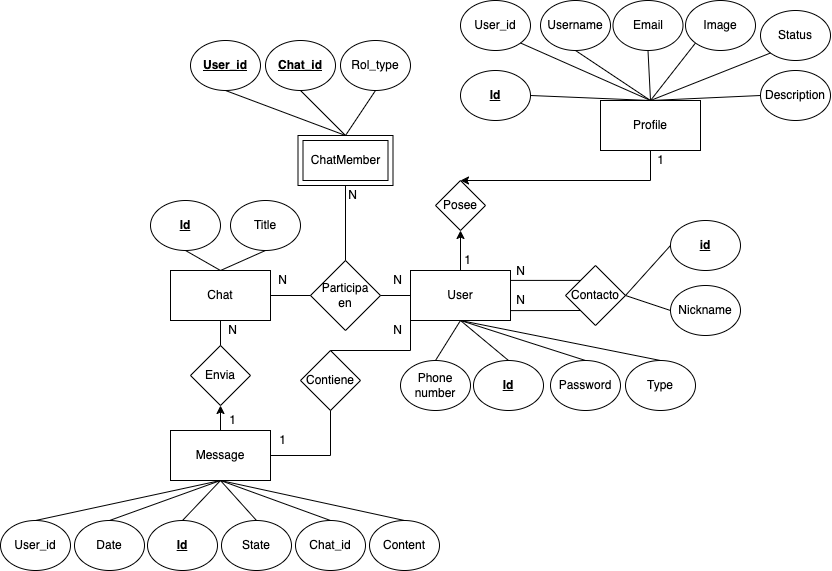 User_id
Username
Email
Image
Status
User_id
Chat_id
Rol_type
Id
Description
Profile
1
ChatMember
N
Posee
Id
Title
1
id
N
N
N
Chat
Participa
en
User
Contacto
N
Nickname
N
N
Envia
Contiene
Phone
number
Id
Password
Type
1
1
Message
User_id
Date
Id
State
Chat_id
Content